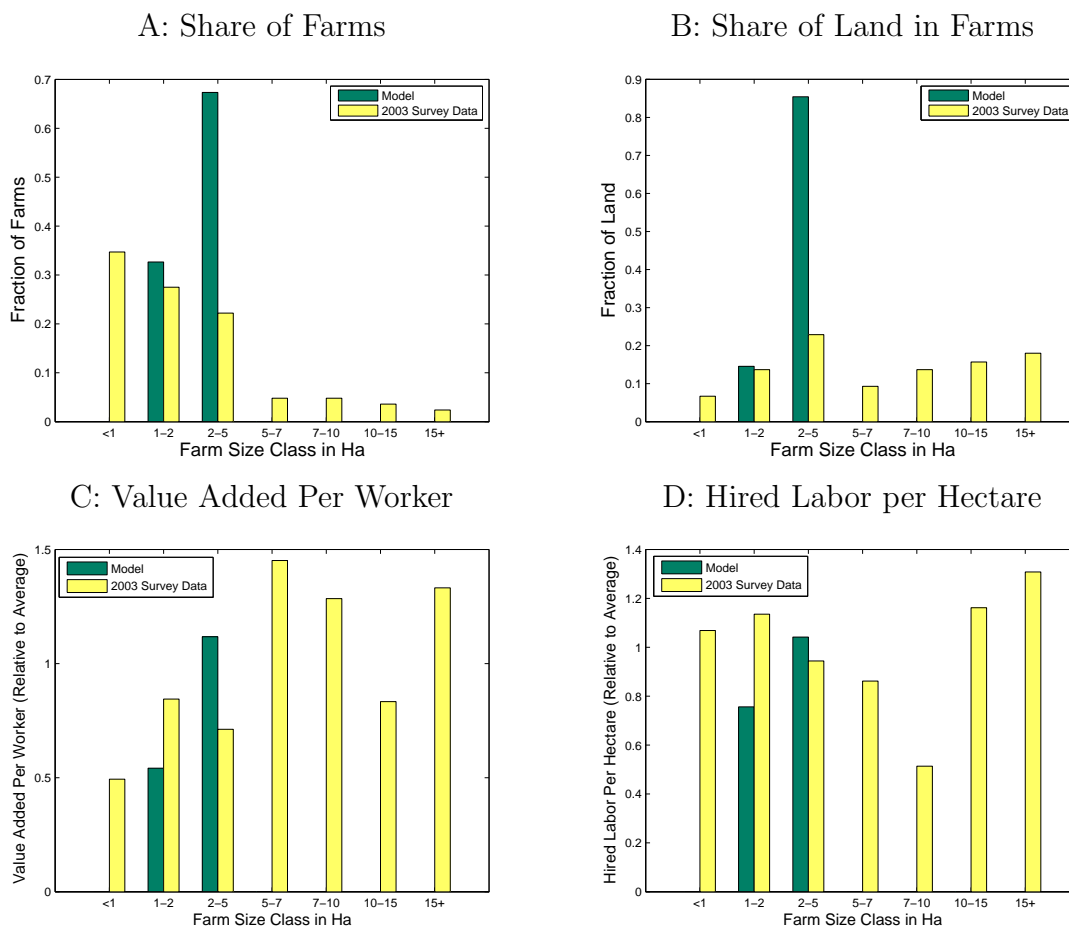 A: Share of Farms
0.7
0.6
0.5
0.4
0.3
0.2
0.1
0
Fraction of Farms
Model
2003 Survey Data
<1 1–2 2–5 5–7 7–10 10–15 15+
Farm Size Class in Ha
B: Share of Land in Farms
0.9
0.8
0.7
0.6
0.5
0.4
0.3
0.2
0.1
0
Fraction of Land
Model
2003 Survey Data
<1 1–2 2–5 5–7 7–10 10–15 15+
Farm Size Class in Ha
C: Value Added Per Worker
1.5
1
0.5
0
Value Added Per Worker (Relative to Average)
Model
2003 Survey Data
<1 1–2 2–5 5–7 7–10 10–15 15+
Farm Size Class in Ha
D: Hired Labor per Hectare
1.4
1.2
1
0.8
0.6
0.4
0.2
0
Hired Labor Per Hectare (Relative to Average)
Model
2003 Survey Data
<1 1–2 2–5 5–7 7–10 10–15 15+
Farm Size Class in Ha